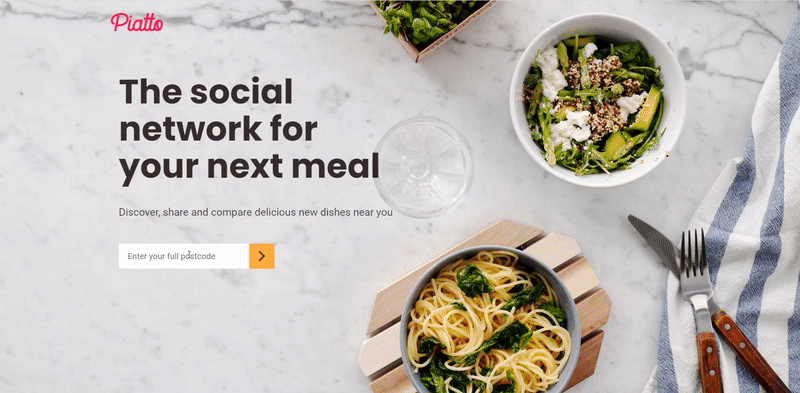 Piatto
The social
network for
your next meal
Discover, share and compare delicious new dishes near you
Enter your full postcode